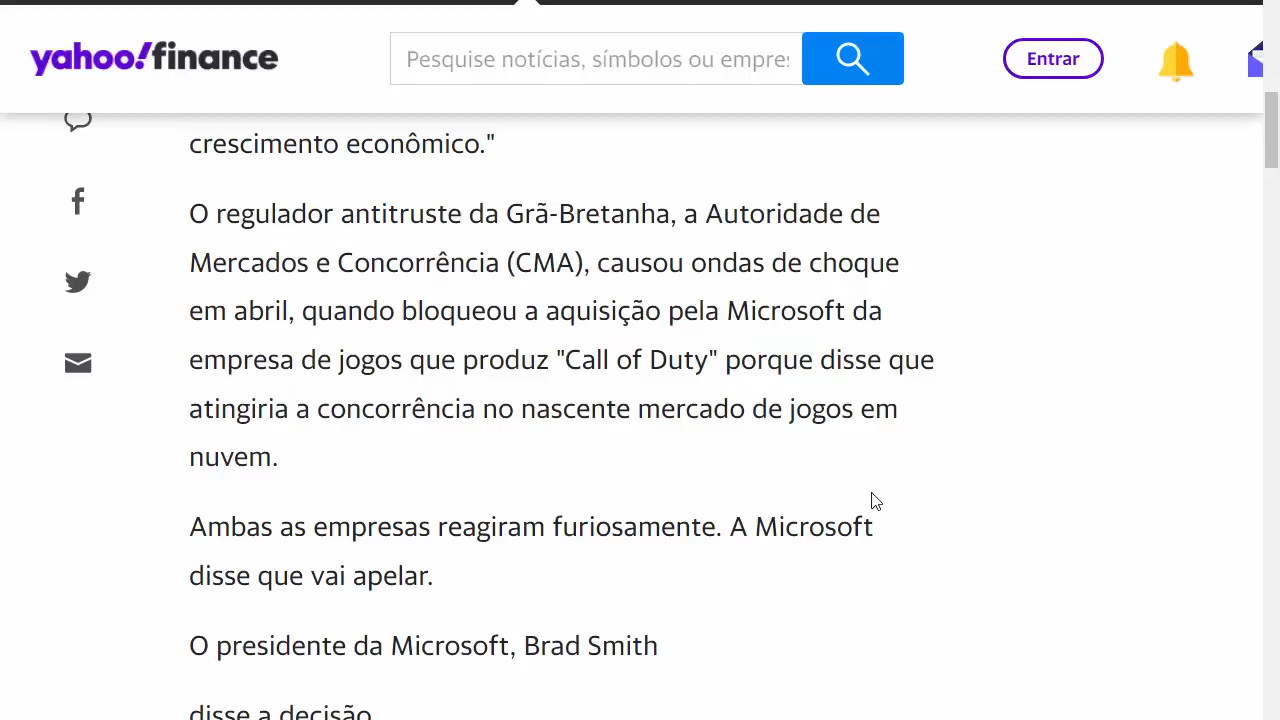 yahoo!finance
Pesquise notícias, símbolos ou empre
Entrar
crescimento econômico."
O regulador antitruste da Grã-Bretanha, a Autoridade de
Mercados e Concorrência (CMA), causou ondas de choque
em abril, quando bloqueou a aquisição pela Microsoft da
empresa de jogos que produz "Call of Duty" porque disse que
atingiria a concorrência no nascente mercado de jogos em
nuvem.
Ambas as empresas reagiram furiosamente. A Microsoft
disse que vai apelar.
O presidente da Microsoft, Brad Smith
disse a decisão